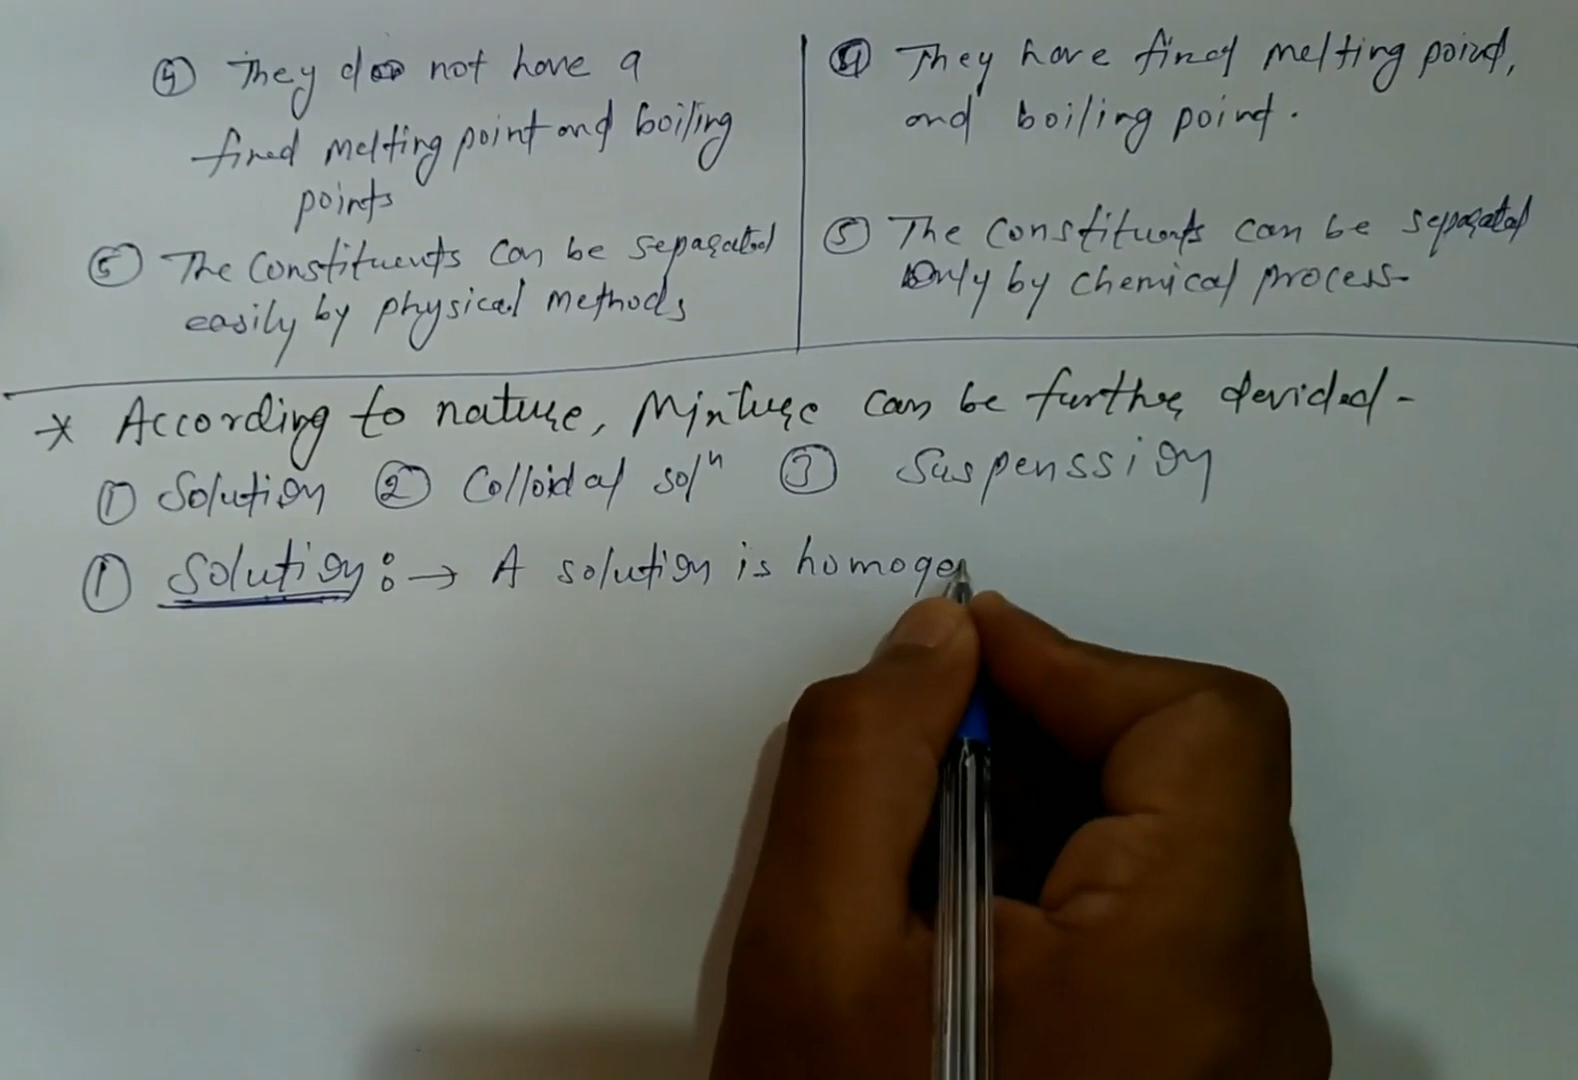 ④ They do not have a
fixed melting point and boiling
points
⑤ The Constituents can be separated
easily by physical methods
④ They have fixed melting point,
and boiling point.
⑤ The Constituents can be separated
Only by chemical process-
* According to nature, Mixture can be further devided -
① Solution ② Colloidal solⁿ ③ Suspenssion
① Solution :→ A solution is homoge